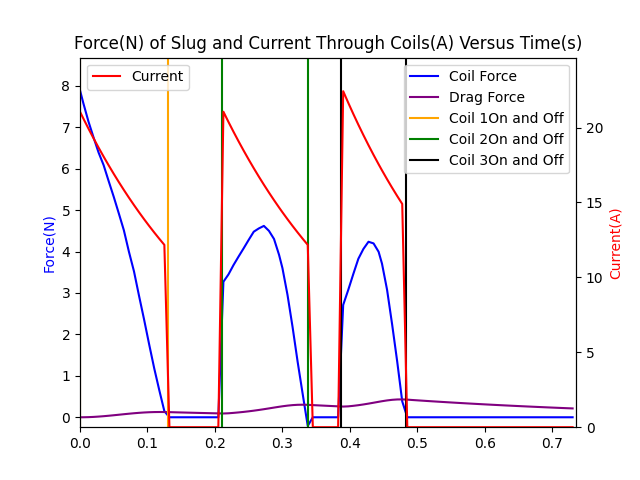 Force(N) of Slug and Current Through Coils(A) Versus Time(s)
Current
Coil Force
Drag Force
Coil 1On and Off
Coil 2On and Off
Coil 3On and Off
Force(N)
8
7
6
5
4
3
2
1
0
20
15
10
5
0
Current(A)
0.0 0.1 0.2 0.3 0.4 0.5 0.6 0.7